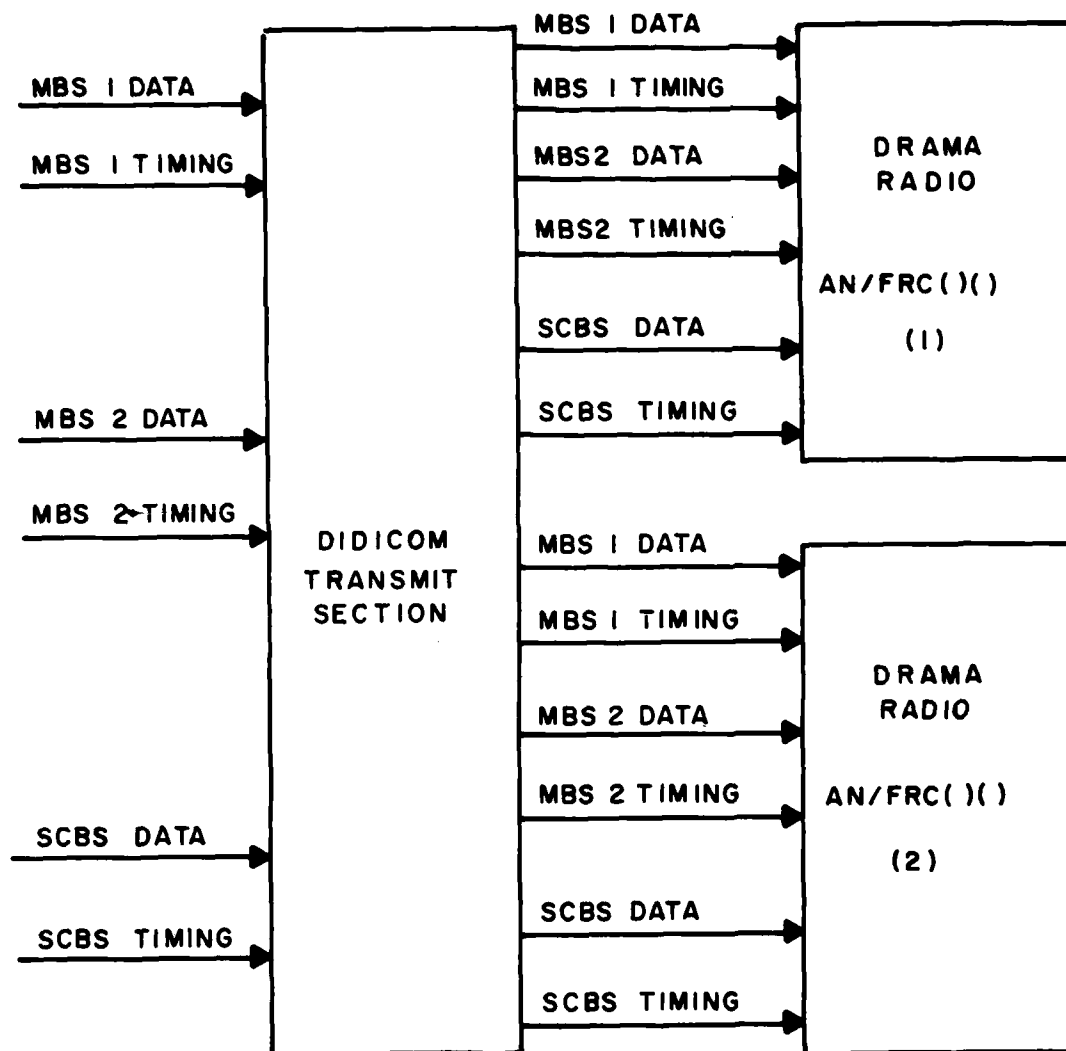 MBS 1 DATA
MBS 1 TIMING
MBS 2 DATA
MBS 2 TIMING
SCBS DATA
SCBS TIMING
DIDICOM
TRANSMIT
SECTION
MBS 1 DATA
MBS 1 TIMING
MBS2 DATA
MBS2 TIMING
SCBS DATA
SCBS TIMING
DRAMA
RADIO
AN/FRC()()
(1)
MBS 1 DATA
MBS 1 TIMING
MBS 2 DATA
MBS 2 TIMING
SCBS DATA
SCBS TIMING
DRAMA
RADIO
AN/FRC()()
(2)